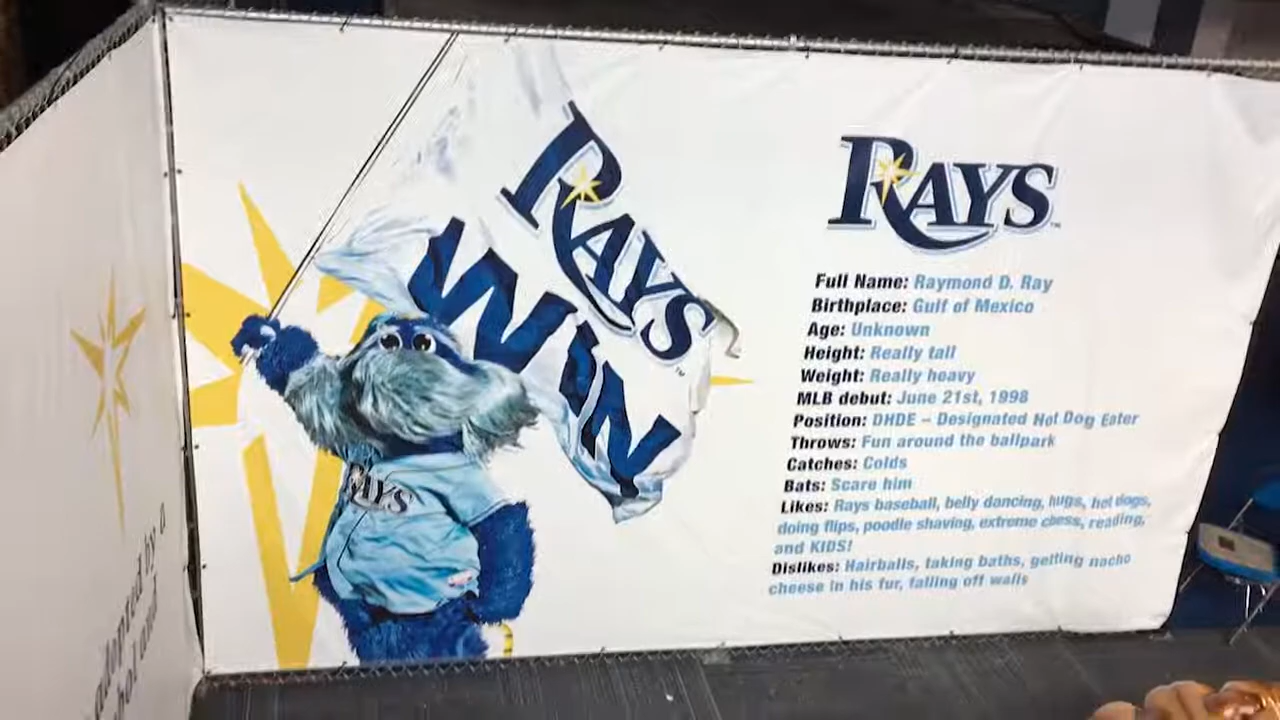 RAYS
WIN
RAYS
RAYS
Full Name: Raymond D. Ray
Birthplace: Gulf of Mexico
Age: Unknown
Height: Really tall
Weight: Really heavy
MLB debut: June 21st, 1998
Position: DHDE – Designated Hot Dog Eater
Throws: Fun around the ballpark
Catches: Colds
Bats: Scare him
Likes: Rays baseball, belly dancing, hugs, hot dogs,
doing flips, poodle shaving, extreme chess, reading,
and KIDS!
Dislikes: Hairballs, taking baths, getting nacho
cheese in his fur, falling off walls
adopted by a